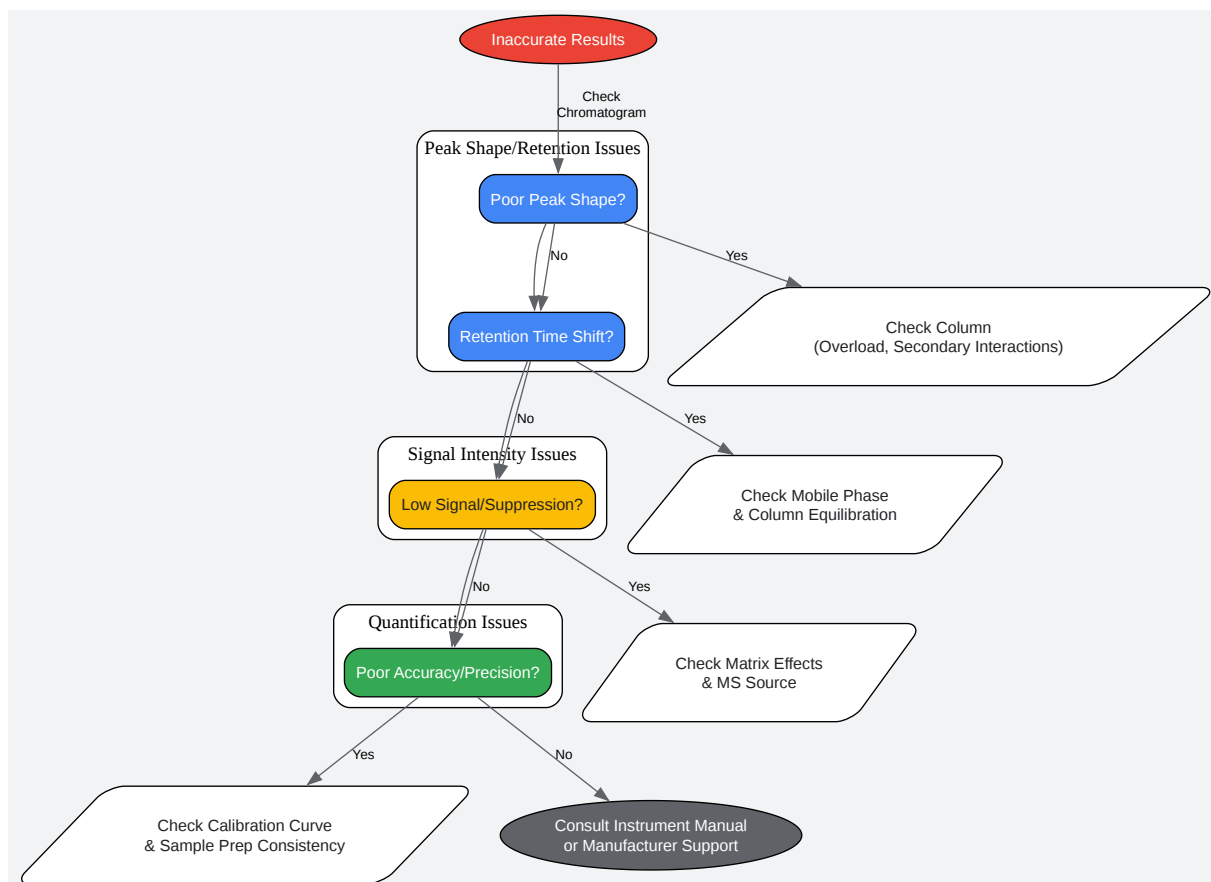 Inaccurate Results
Check
Chromatogram
Peak Shape/Retention Issues
Poor Peak Shape?
No
Yes
Retention Time Shift?
Check Column
(Overload, Secondary Interactions)
No
Yes
Signal Intensity Issues
Low Signal/Suppression?
Check Mobile Phase
& Column Equilibration
No
Yes
Quantification Issues
Poor Accuracy/Precision?
Check Matrix Effects
& MS Source
Yes
No
Check Calibration Curve
& Sample Prep Consistency
Consult Instrument Manual
or Manufacturer Support